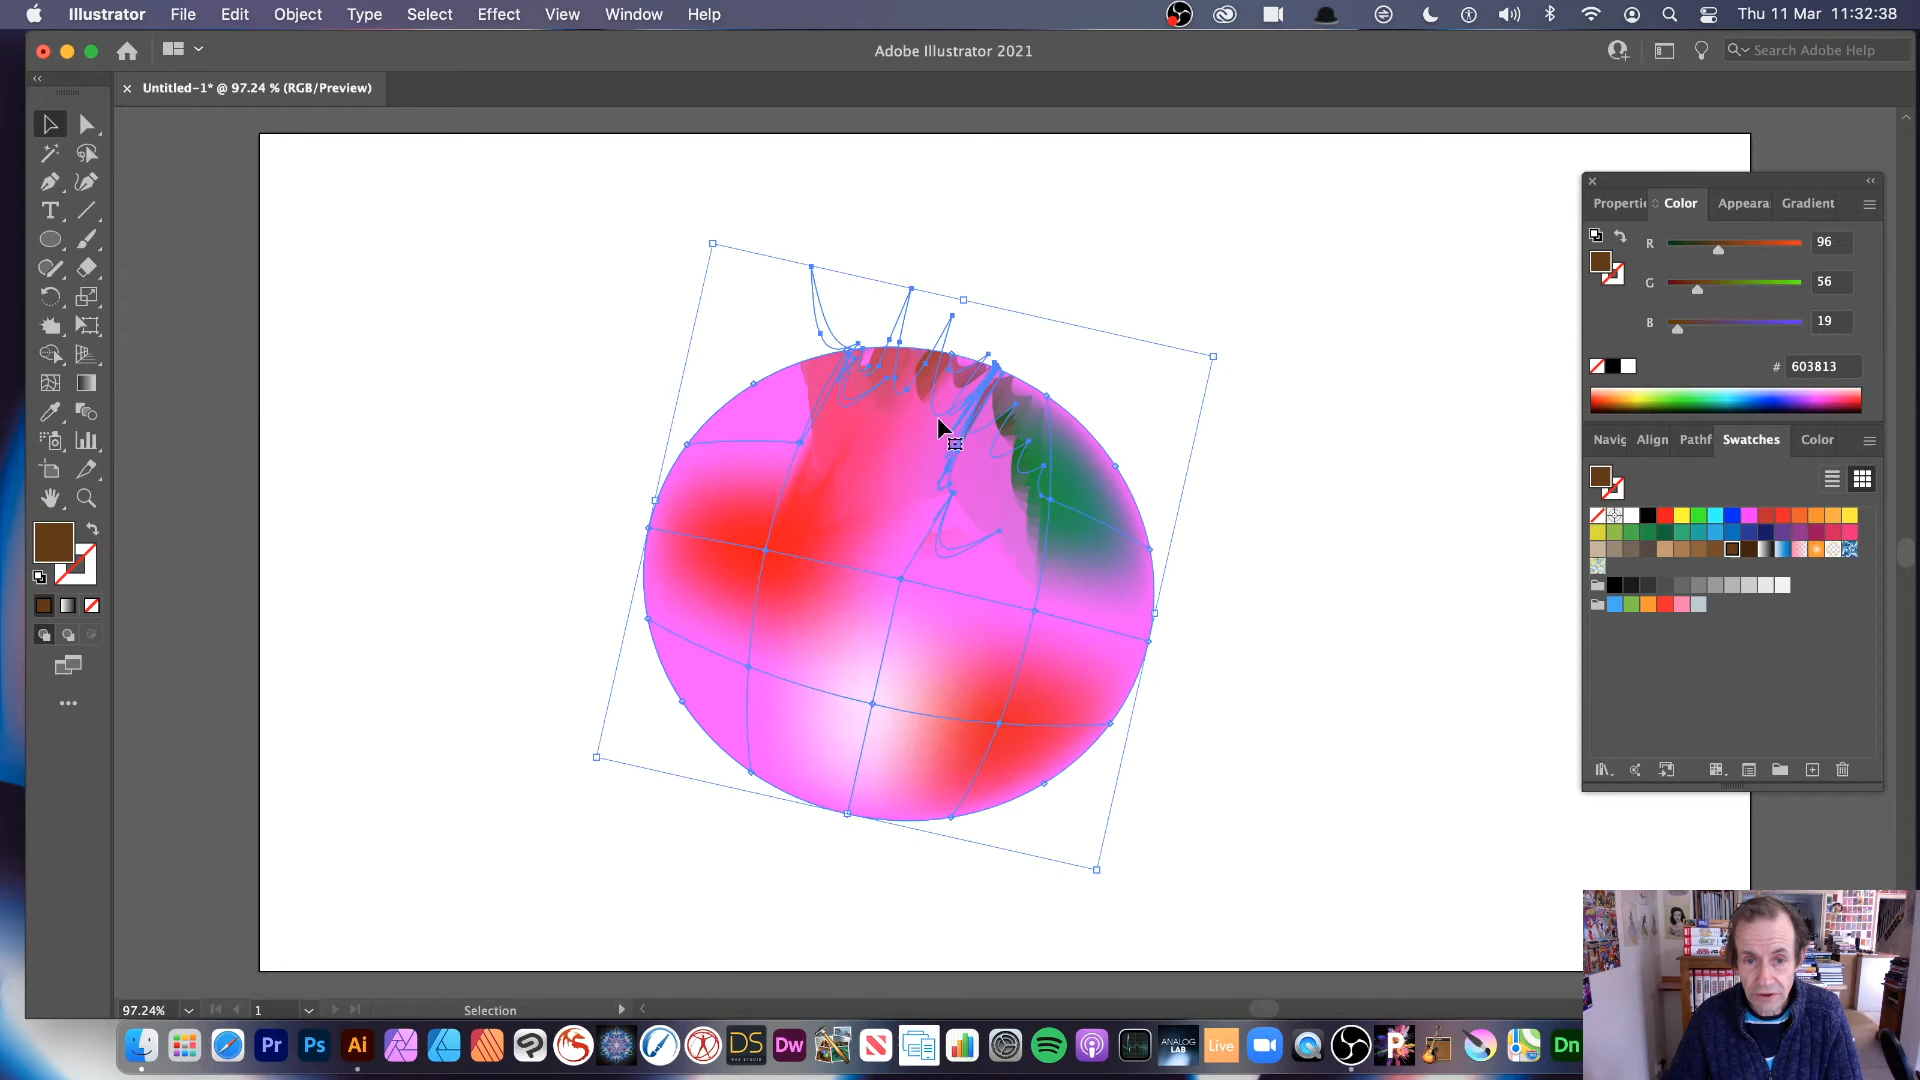 Illustrator File Edit Object Type Select Effect View Window Help Thu 11 Mar 11:32:38
Adobe Illustrator 2021 Search Adobe Help
× Untitled-1* @ 97.24 % (RGB/Preview)
Properti Color Appeara Gradient
R 96
G 56
B 19
# 603813
Navig Align Pathf Swatches Color
97.24% 1 Selection
Pr Ps Ai DS Dw ANALOG LAB Live P Dn